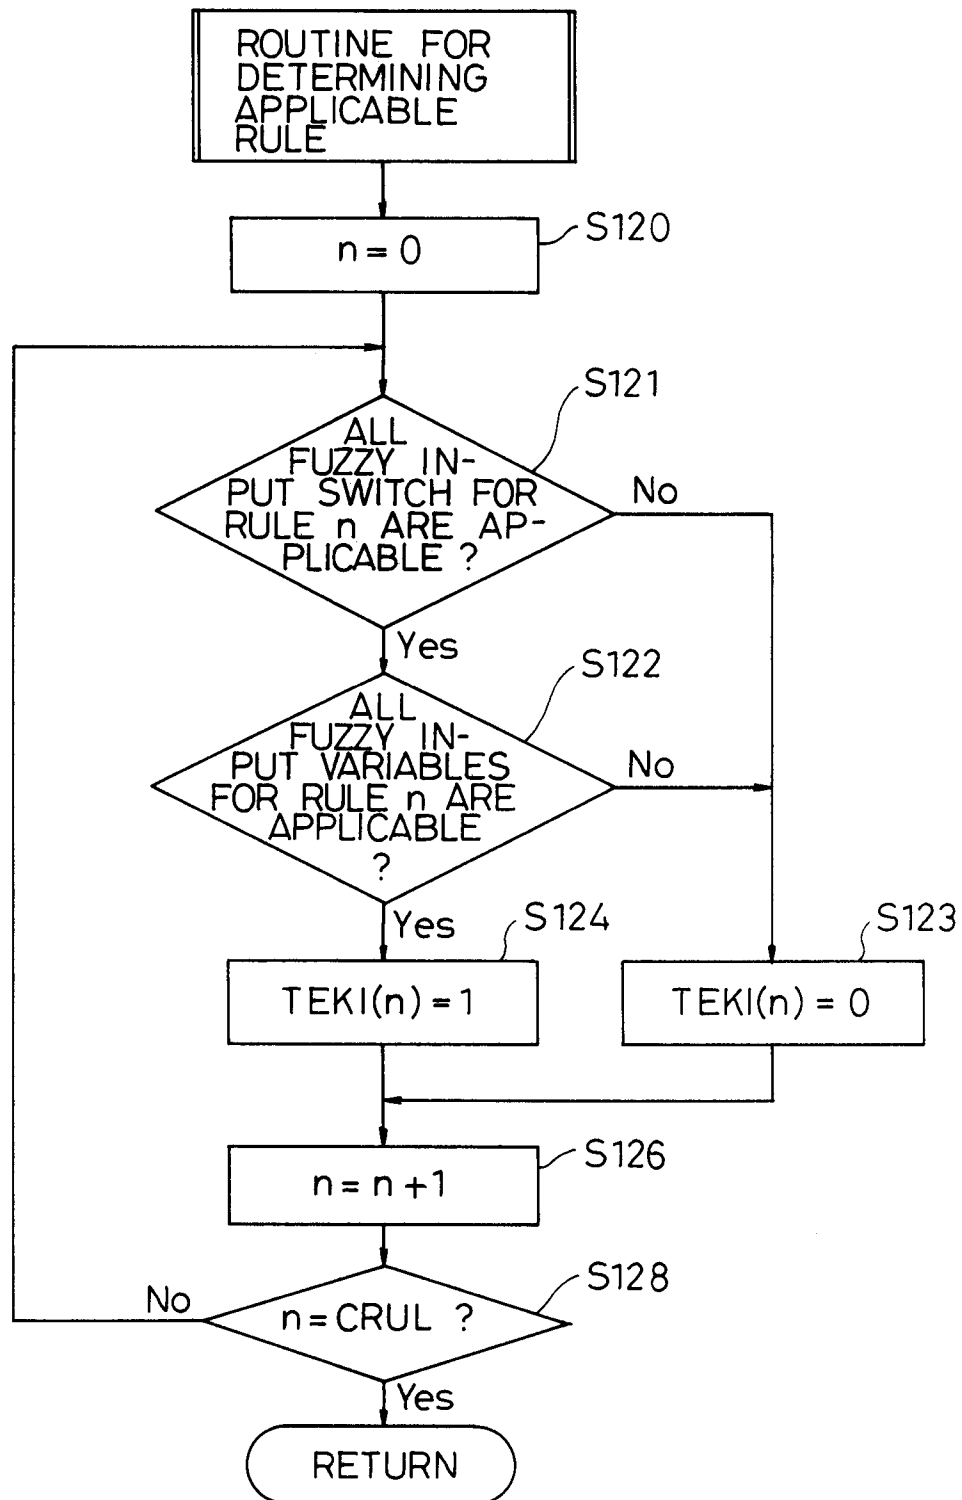 ROUTINE FOR
DETERMINING
APPLICABLE
RULE
n = 0
S120
S121
ALL
FUZZY IN-
PUT SWITCH FOR
RULE n ARE AP-
PLICABLE ?
No
Yes
S122
ALL
FUZZY IN-
PUT VARIABLES
FOR RULE n ARE
APPLICABLE
?
No
Yes
S124
S123
TEKI(n) = 1
TEKI(n) = 0
S126
n = n + 1
S128
No
n = CRUL ?
Yes
RETURN